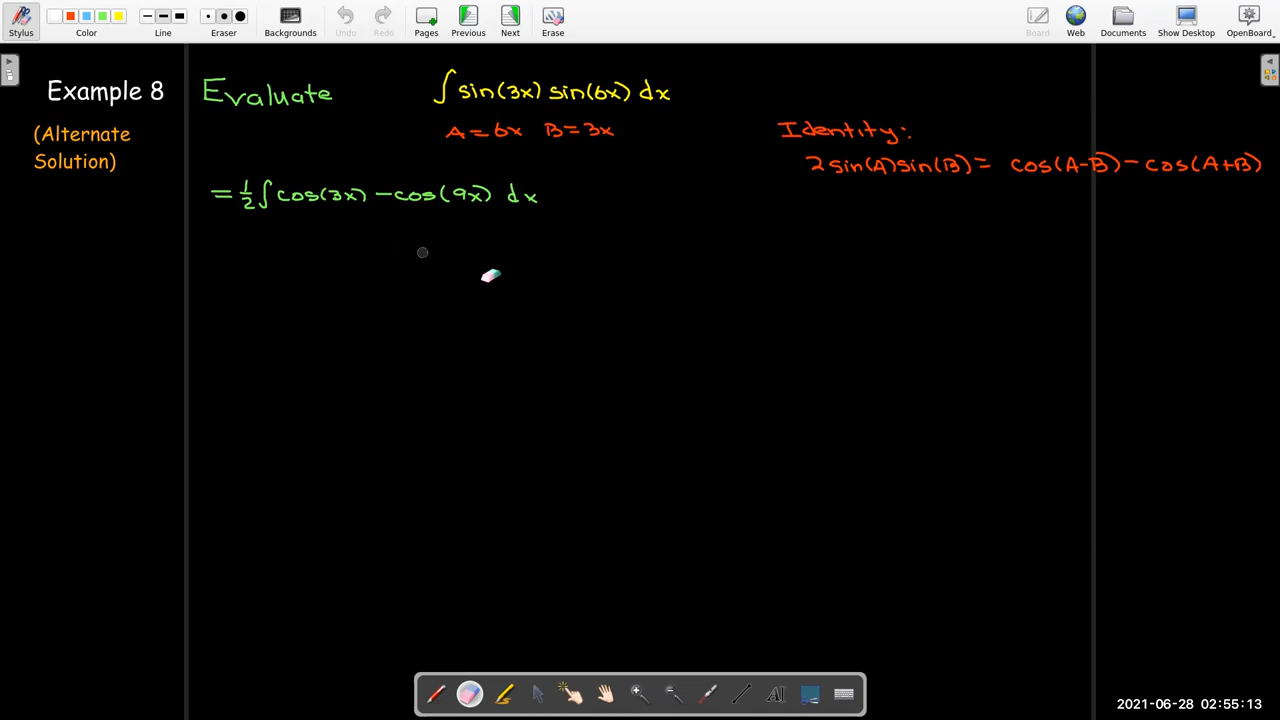 Stylus Color Line Eraser Backgrounds Undo Redo Pages Previous Next Erase Board Web Documents Show Desktop OpenBoard
Example 8
(Alternate
Solution)
Evaluate ∫ sin(3x) sin(6x) dx
A = 6x B = 3x
Identity:
2 sin(A) sin(B) = cos(A-B) - cos(A+B)
= 1/2 ∫ cos(3x) - cos(9x) dx
AI
2021-06-28 02:55:13